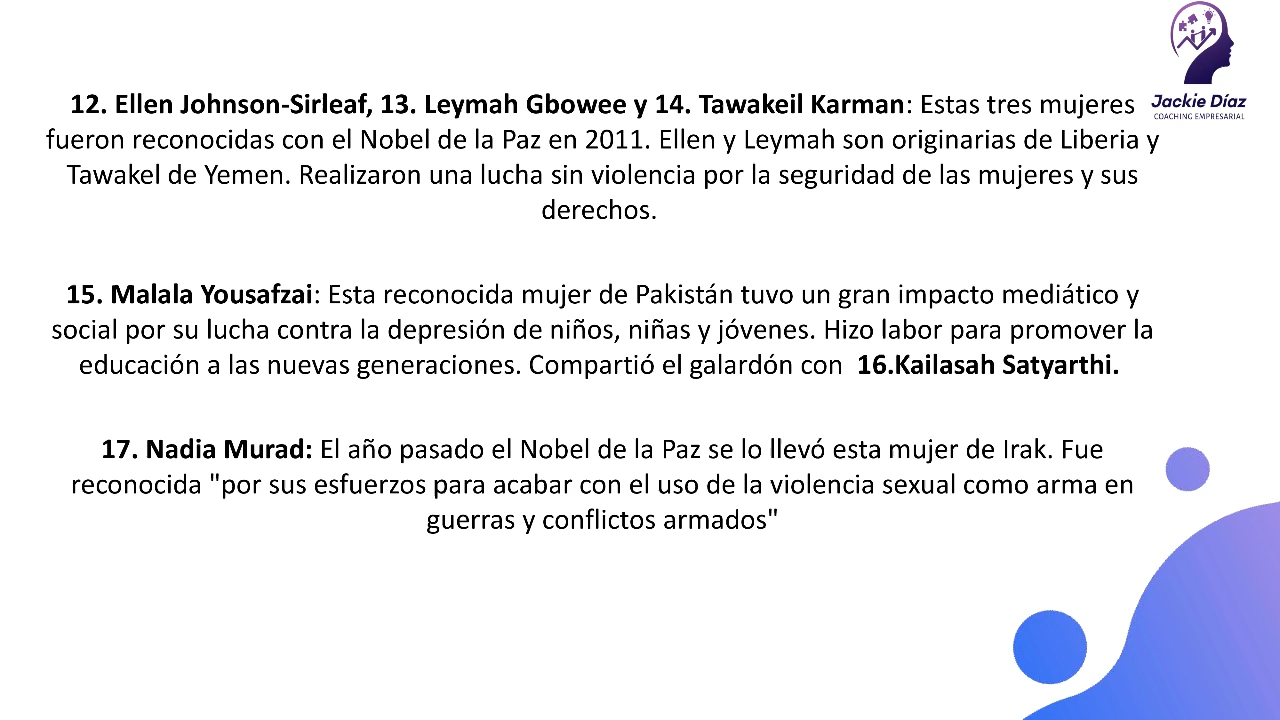 Jackie Díaz
COACHING EMPRESARIAL
12. Ellen Johnson-Sirleaf, 13. Leymah Gbowee y 14. Tawakeil Karman: Estas tres mujeres
fueron reconocidas con el Nobel de la Paz en 2011. Ellen y Leymah son originarias de Liberia y
Tawakel de Yemen. Realizaron una lucha sin violencia por la seguridad de las mujeres y sus
derechos.
15. Malala Yousafzai: Esta reconocida mujer de Pakistán tuvo un gran impacto mediático y
social por su lucha contra la depresión de niños, niñas y jóvenes. Hizo labor para promover la
educación a las nuevas generaciones. Compartió el galardón con  16.Kailasah Satyarthi.
17. Nadia Murad: El año pasado el Nobel de la Paz se lo llevó esta mujer de Irak. Fue
reconocida "por sus esfuerzos para acabar con el uso de la violencia sexual como arma en
guerras y conflictos armados"